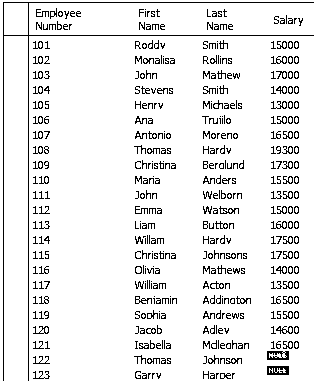 Employee Number First Name Last Name Salary
101 Roddy Smith 15000
102 Monalisa Rollins 16000
103 John Mathew 17000
104 Stevens Smith 14000
105 Henry Michaels 13000
106 Ana Trujilo 15000
107 Antonio Moreno 16500
108 Thomas Hardy 19300
109 Christina Berglund 17300
110 Maria Anders 15500
111 John Welborn 13500
112 Emma Watson 15000
113 Liam Button 16000
114 Willam Hardy 17500
115 Christina Johnsons 17500
116 Olivia Mathews 14000
117 William Acton 13500
118 Beniamin Addington 16500
119 Sophia Andrews 15500
120 Jacob Adley 14600
121 Isabella Mcleahan 16500
122 Thomas Johnson NULL
123 Garry Harper NULL